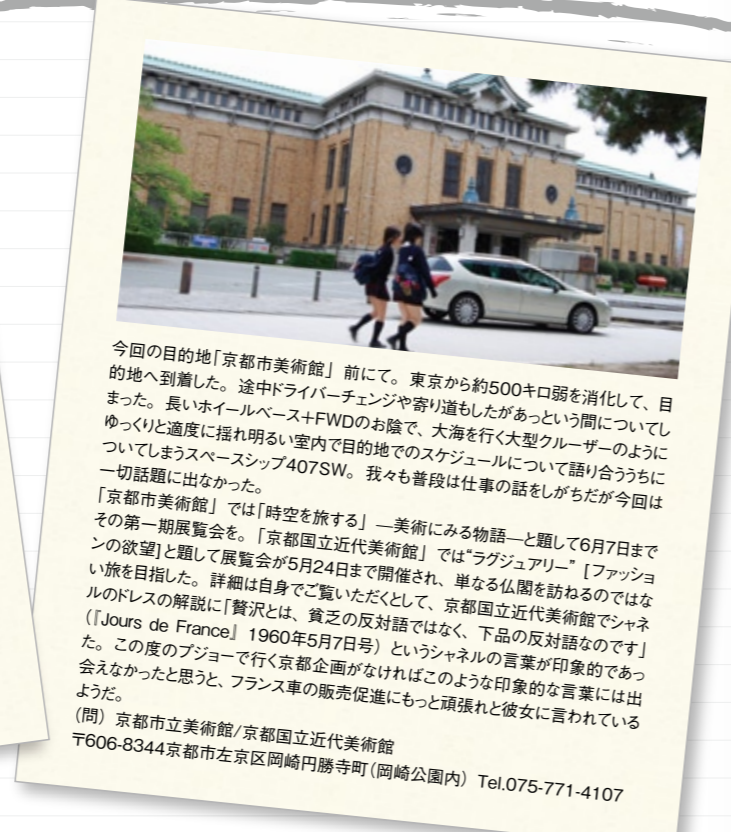 今回の目的地「京都市美術館」前にて。東京から約500キロ弱を消化して、目
的地へ到着した。途中ドライバーチェンジや寄り道もしたがあっという間についてし
まった。長いホイールベース＋FWDのお陰で、大海を行く大型クルーザーのように
ゆっくりと適度に揺れ明るい室内で目的地でのスケジュールについて語り合ううちに
ついてしまうスペースシップ407SW。我々も普段は仕事の話をしがちだが今回は
一切話題に出なかった。
「京都市美術館」では「時空を旅する」―美術にみる物語―と題して6月7日まで
その第一期展覧会を。「京都国立近代美術館」では“ラグジュアリー”［ファッショ
ンの欲望］と題して展覧会が5月24日まで開催され、単なる仏閣を訪ねるのではな
い旅を目指した。詳細は自身でご覧いただくとして、京都国立近代美術館でシャネ
ルのドレスの解説に「贅沢とは、貧乏の反対語ではなく、下品の反対語なのです」
（『Jours de France』1960年5月7日号）というシャネルの言葉が印象的であっ
た。この度のプジョーで行く京都企画がなければこのような印象的な言葉には出
会えなかったと思うと、フランス車の販売促進にもっと頑張れと彼女に言われている
ようだ。
（問）京都市立美術館/京都国立近代美術館
〒606-8344京都市左京区岡崎円勝寺町（岡崎公園内）Tel.075-771-4107